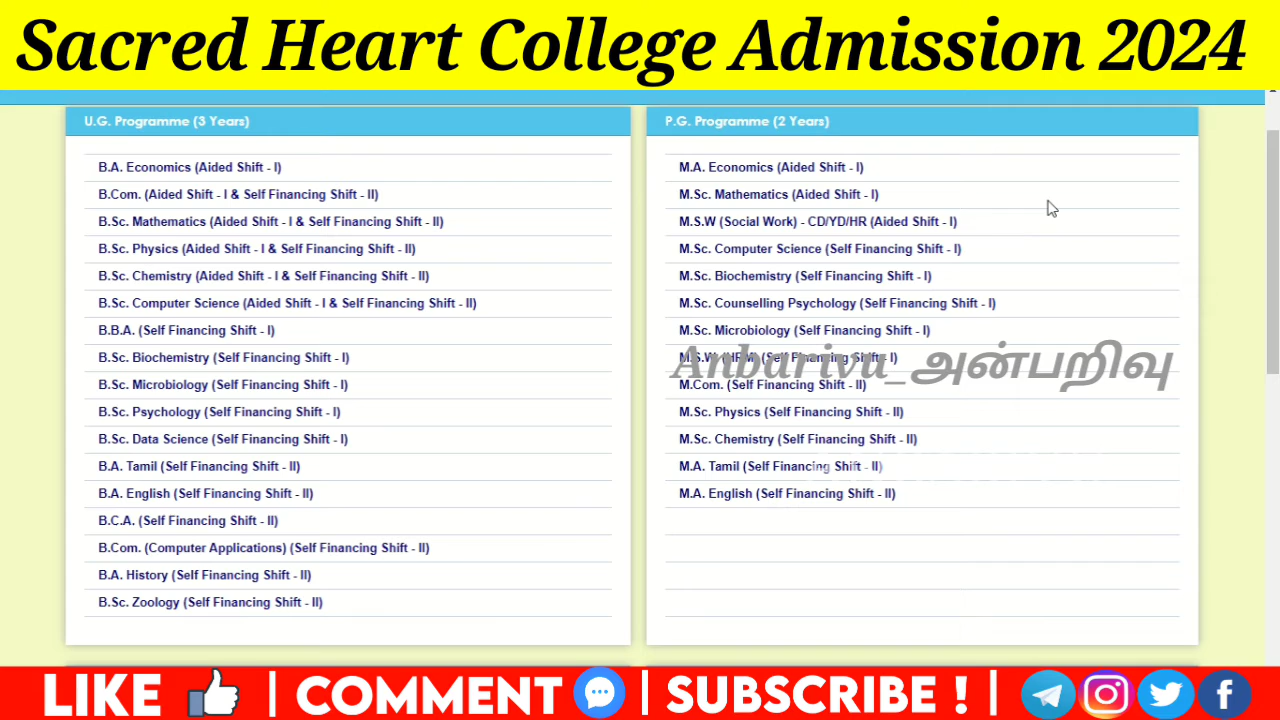 Sacred Heart College Admission 2024
U.G. Programme (3 Years)
B.A. Economics (Aided Shift - I)
B.Com. (Aided Shift - I & Self Financing Shift - II)
B.Sc. Mathematics (Aided Shift - I & Self Financing Shift - II)
B.Sc. Physics (Aided Shift - I & Self Financing Shift - II)
B.Sc. Chemistry (Aided Shift - I & Self Financing Shift - II)
B.Sc. Computer Science (Aided Shift - I & Self Financing Shift - II)
B.B.A. (Self Financing Shift - I)
B.Sc. Biochemistry (Self Financing Shift - I)
B.Sc. Microbiology (Self Financing Shift - I)
B.Sc. Psychology (Self Financing Shift - I)
B.Sc. Data Science (Self Financing Shift - I)
B.A. Tamil (Self Financing Shift - II)
B.A. English (Self Financing Shift - II)
B.C.A. (Self Financing Shift - II)
B.Com. (Computer Applications) (Self Financing Shift - II)
B.A. History (Self Financing Shift - II)
B.Sc. Zoology (Self Financing Shift - II)
P.G. Programme (2 Years)
M.A. Economics (Aided Shift - I)
M.Sc. Mathematics (Aided Shift - I)
M.S.W (Social Work) - CD/YD/HR (Aided Shift - I)
M.Sc. Computer Science (Self Financing Shift - I)
M.Sc. Biochemistry (Self Financing Shift - I)
M.Sc. Counselling Psychology (Self Financing Shift - I)
M.Sc. Microbiology (Self Financing Shift - I)
M.S.W (HRM) (Self Financing Shift - I)
Anbarivu_அன்பறிவு
M.Com. (Self Financing Shift - II)
M.Sc. Physics (Self Financing Shift - II)
M.Sc. Chemistry (Self Financing Shift - II)
M.A. Tamil (Self Financing Shift - II)
M.A. English (Self Financing Shift - II)
LIKE | COMMENT | SUBSCRIBE ! |